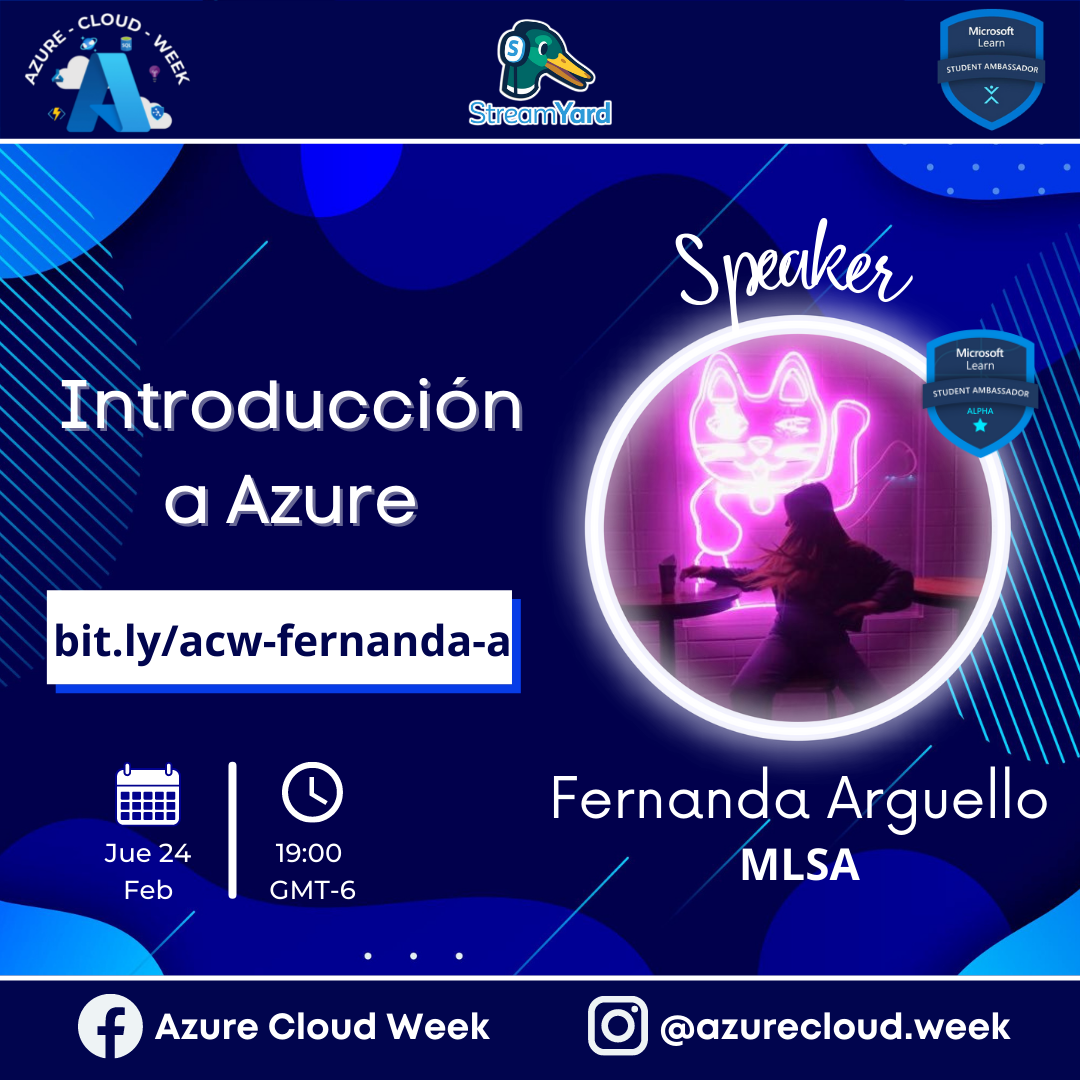 AZURE - CLOUD - WEEK
SQL
S
StreamYard
Microsoft
Learn
STUDENT AMBASSADOR
Speaker
Microsoft
Learn
STUDENT AMBASSADOR
ALPHA
Introducción
a Azure
bit.ly/acw-fernanda-a
Jue 24
Feb
19:00
GMT-6
Fernanda Arguello
MLSA
Azure Cloud Week
@azurecloud.week